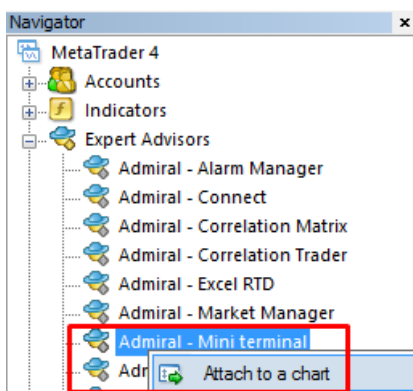 Navigator
MetaTrader 4
Accounts
Indicators
Expert Advisors
Admiral - Alarm Manager
Admiral - Connect
Admiral - Correlation Matrix
Admiral - Correlation Trader
Admiral - Excel RTD
Admiral - Market Manager
Admiral - Mini terminal
Adr
Attach to a chart